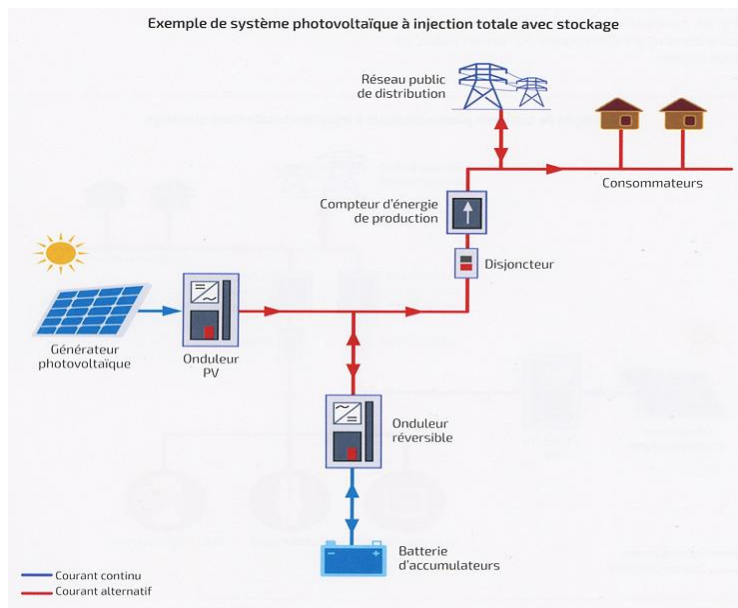 Exemple de système photovoltaïque à injection totale avec stockage
Réseau public
de distribution
Consommateurs
Compteur d'énergie
de production
Disjoncteur
Générateur
photovoltaïque
Onduleur
PV
Onduleur
réversible
Batterie
d'accumulateurs
Courant continu
Courant alternatif